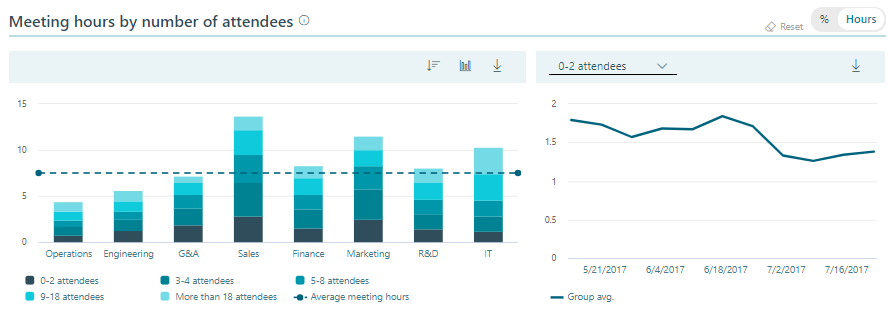 Meeting hours by number of attendees
Reset
% Hours
0-2 attendees
15
10
5
0
Operations Engineering G&A Sales Finance Marketing R&D IT
0-2 attendees 3-4 attendees 5-8 attendees
9-18 attendees More than 18 attendees Average meeting hours
2
1.5
1
0.5
0
5/21/2017 6/4/2017 6/18/2017 7/2/2017 7/16/2017
Group avg.